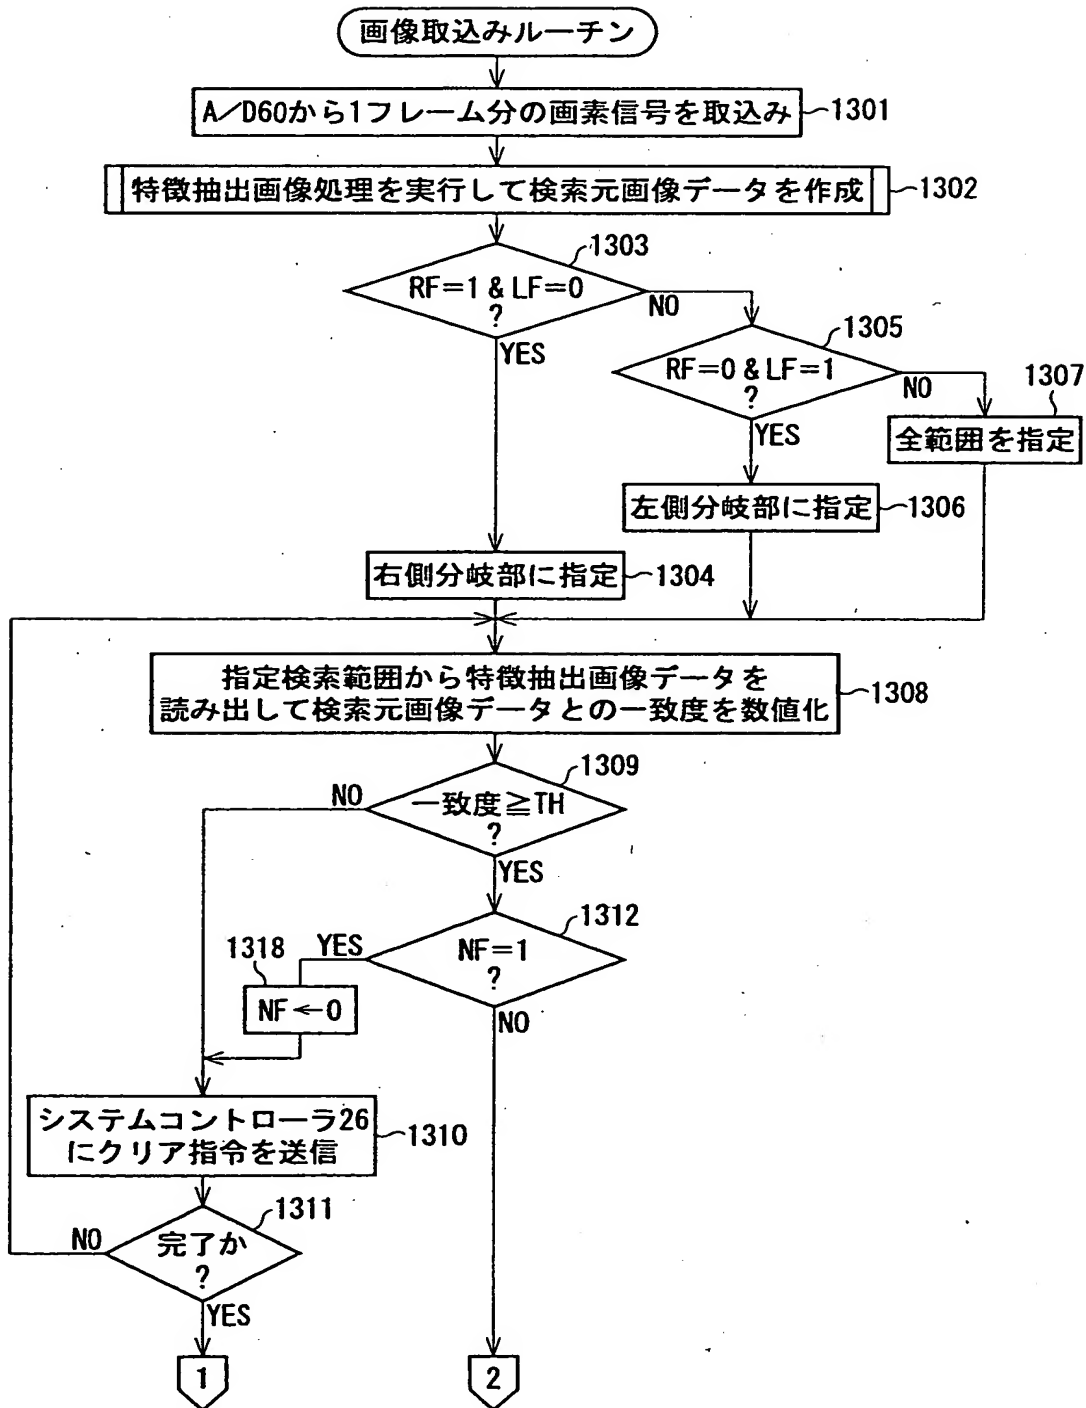 画像取込みルーチン
A/D60から1フレーム分の画素信号を取込み
1301
特徴抽出画像処理を実行して検索元画像データを作成
1302
1303
RF=1 & LF=0
?
NO
YES
1305
RF=0 & LF=1
?
NO
YES
1307
全範囲を指定
左側分岐部に指定
1306
右側分岐部に指定
1304
指定検索範囲から特徴抽出画像データを
読み出して検索元画像データとの一致度を数値化
1308
1309
NO
一致度≧TH
?
YES
1312
1318
YES
NF=1
?
NF←0
NO
システムコントローラ26
にクリア指令を送信
1310
1311
NO
完了か
?
YES
1
2